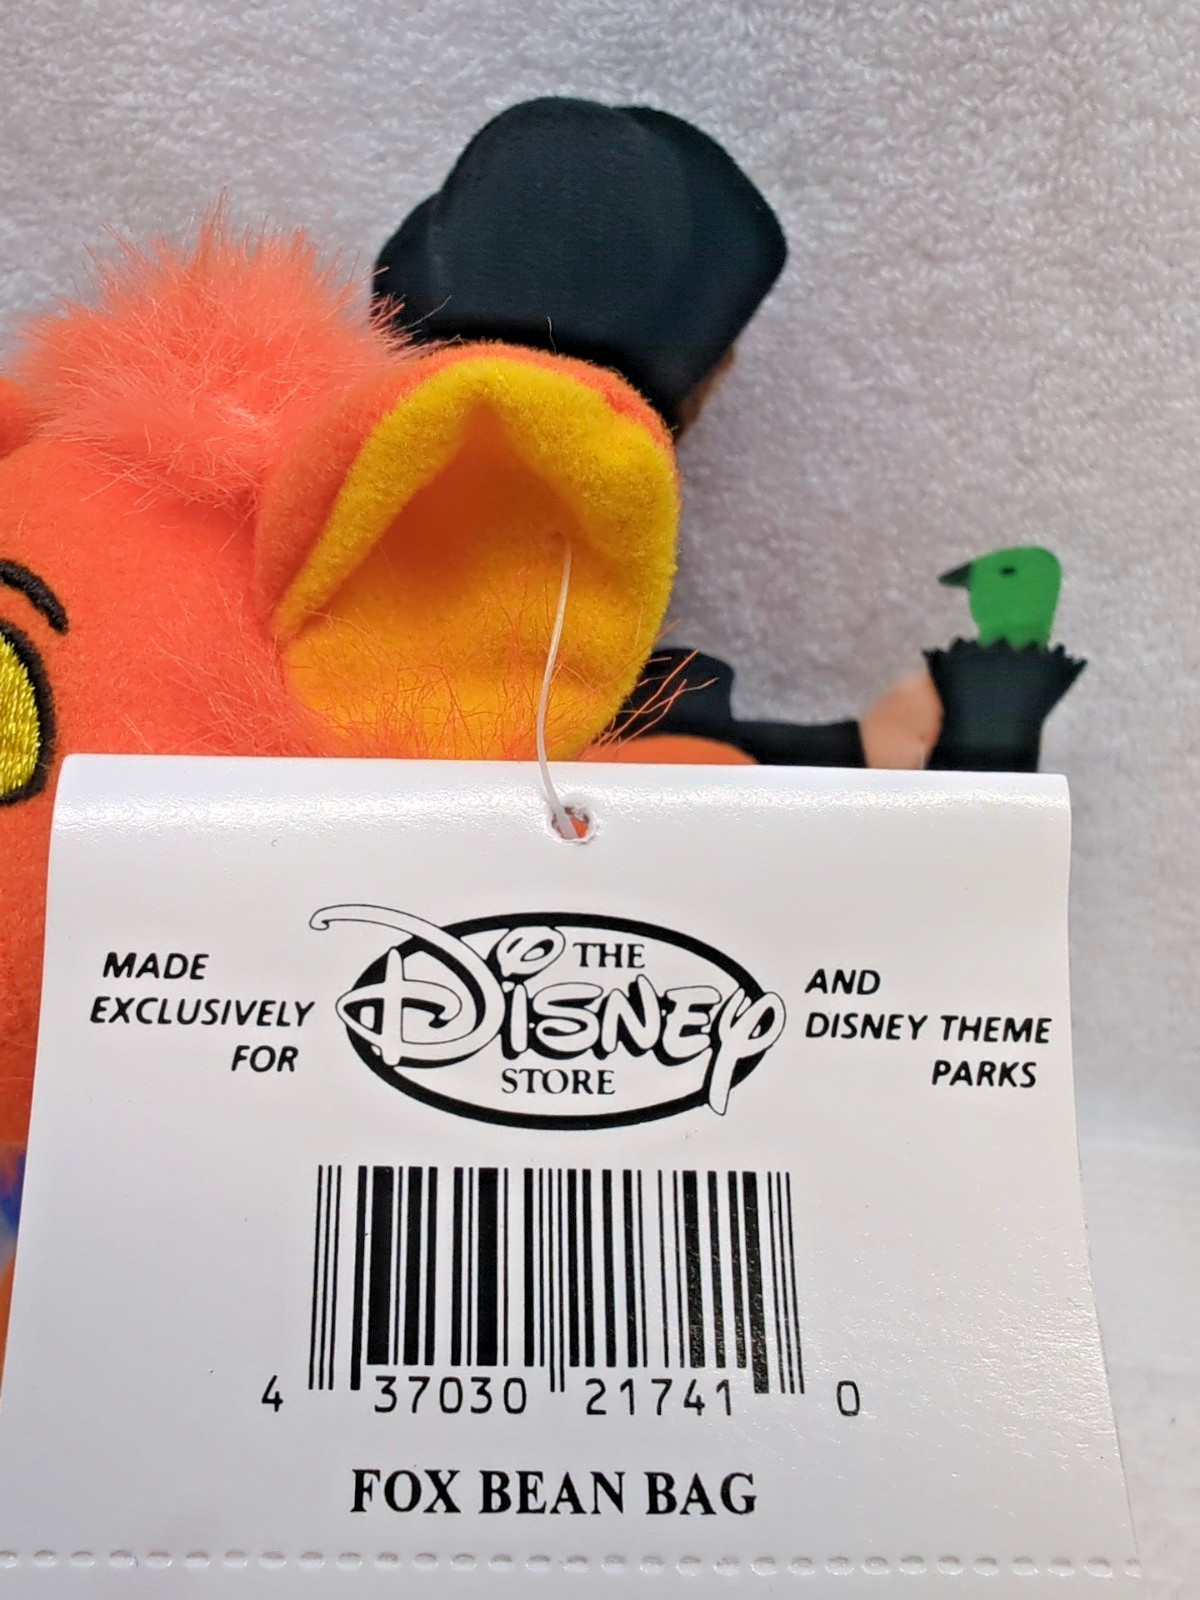 MADE
EXCLUSIVELY
FOR
THE
DISNEY
STORE
AND
DISNEY THEME
PARKS
4 37030 21741 0
FOX BEAN BAG